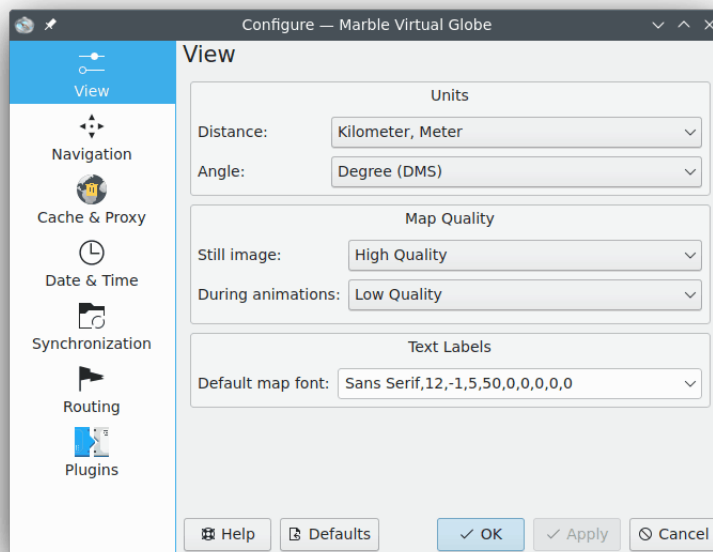 Configure — Marble Virtual Globe
View
Navigation
Cache & Proxy
Date & Time
Synchronization
Routing
Plugins
View
Units
Distance: Kilometer, Meter
Angle: Degree (DMS)
Map Quality
Still image: High Quality
During animations: Low Quality
Text Labels
Default map font: Sans Serif,12,-1,5,50,0,0,0,0,0
Help Defaults OK Apply Cancel